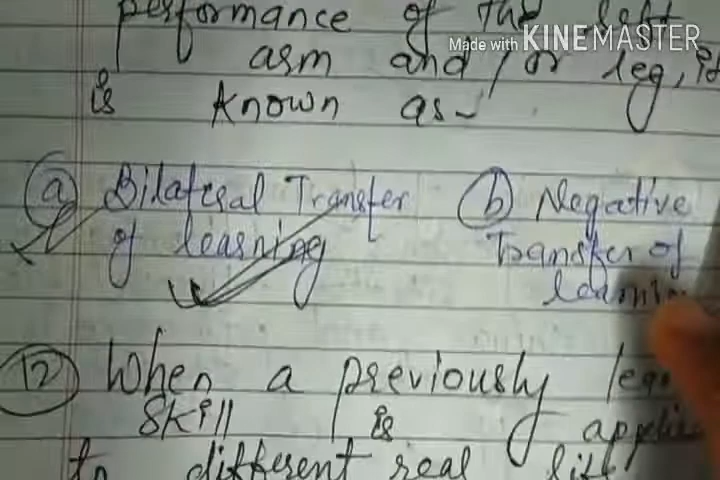 performance of the left
Made with KINEMASTER
arm and / or leg, it
is known as-
(a) Bilateral Transfer (b) Negative
of learning Transfer of
(12) When a previously
skill is
to different real